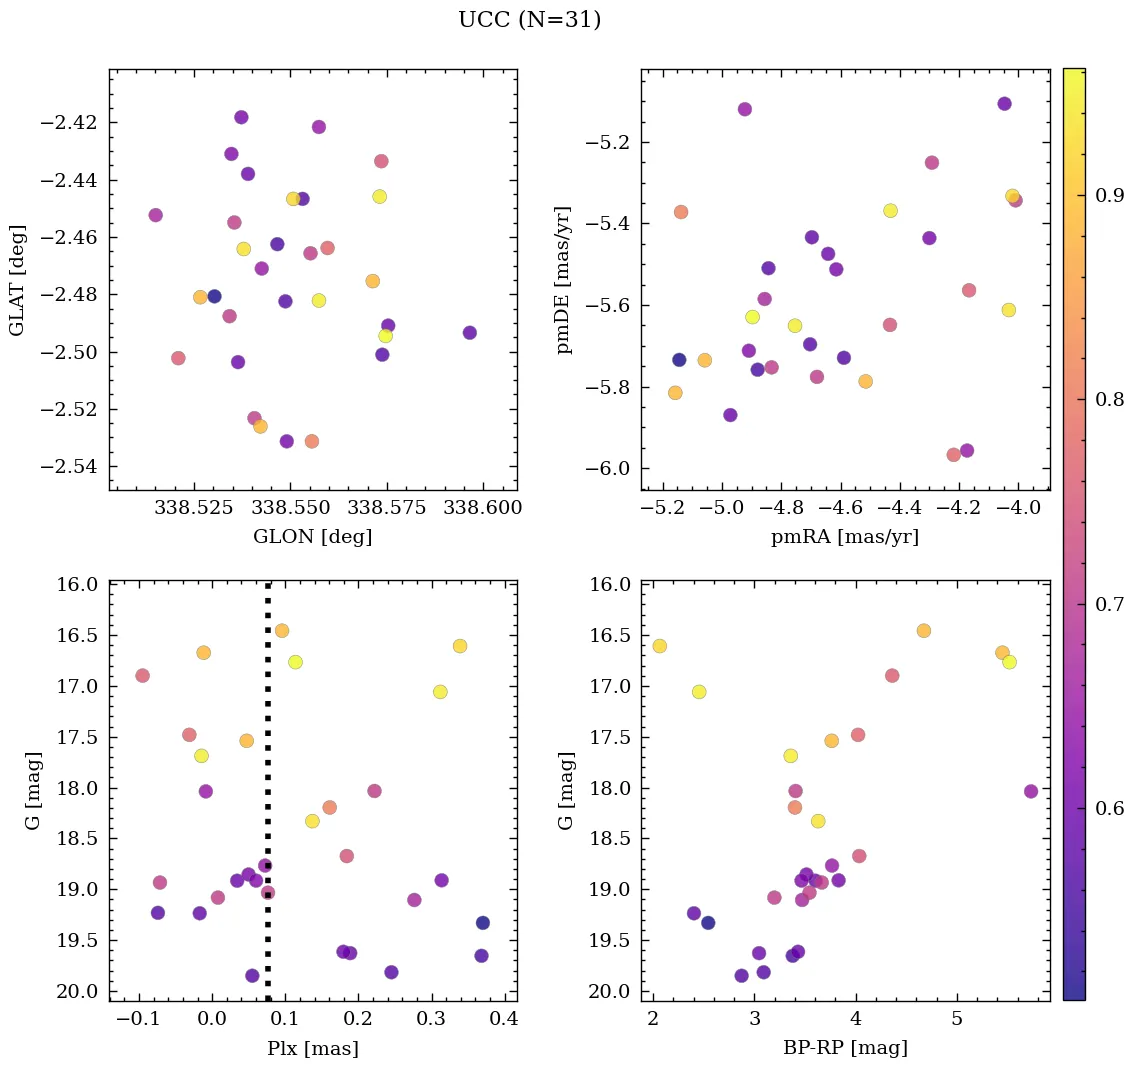 UCC (N=31)
−2.42
−2.44
−2.46
−2.48
−2.50
−2.52
−2.54
GLAT [deg]
338.525 338.550 338.575 338.600
GLON [deg]
−5.2
−5.4
−5.6
−5.8
−6.0
pmDE [mas/yr]
−5.2 −5.0 −4.8 −4.6 −4.4 −4.2 −4.0
pmRA [mas/yr]
0.9
0.8
0.7
0.6
16.0
16.5
17.0
17.5
18.0
18.5
19.0
19.5
20.0
G [mag]
−0.1 0.0 0.1 0.2 0.3 0.4
Plx [mas]
16.0
16.5
17.0
17.5
18.0
18.5
19.0
19.5
20.0
G [mag]
2 3 4 5
BP-RP [mag]